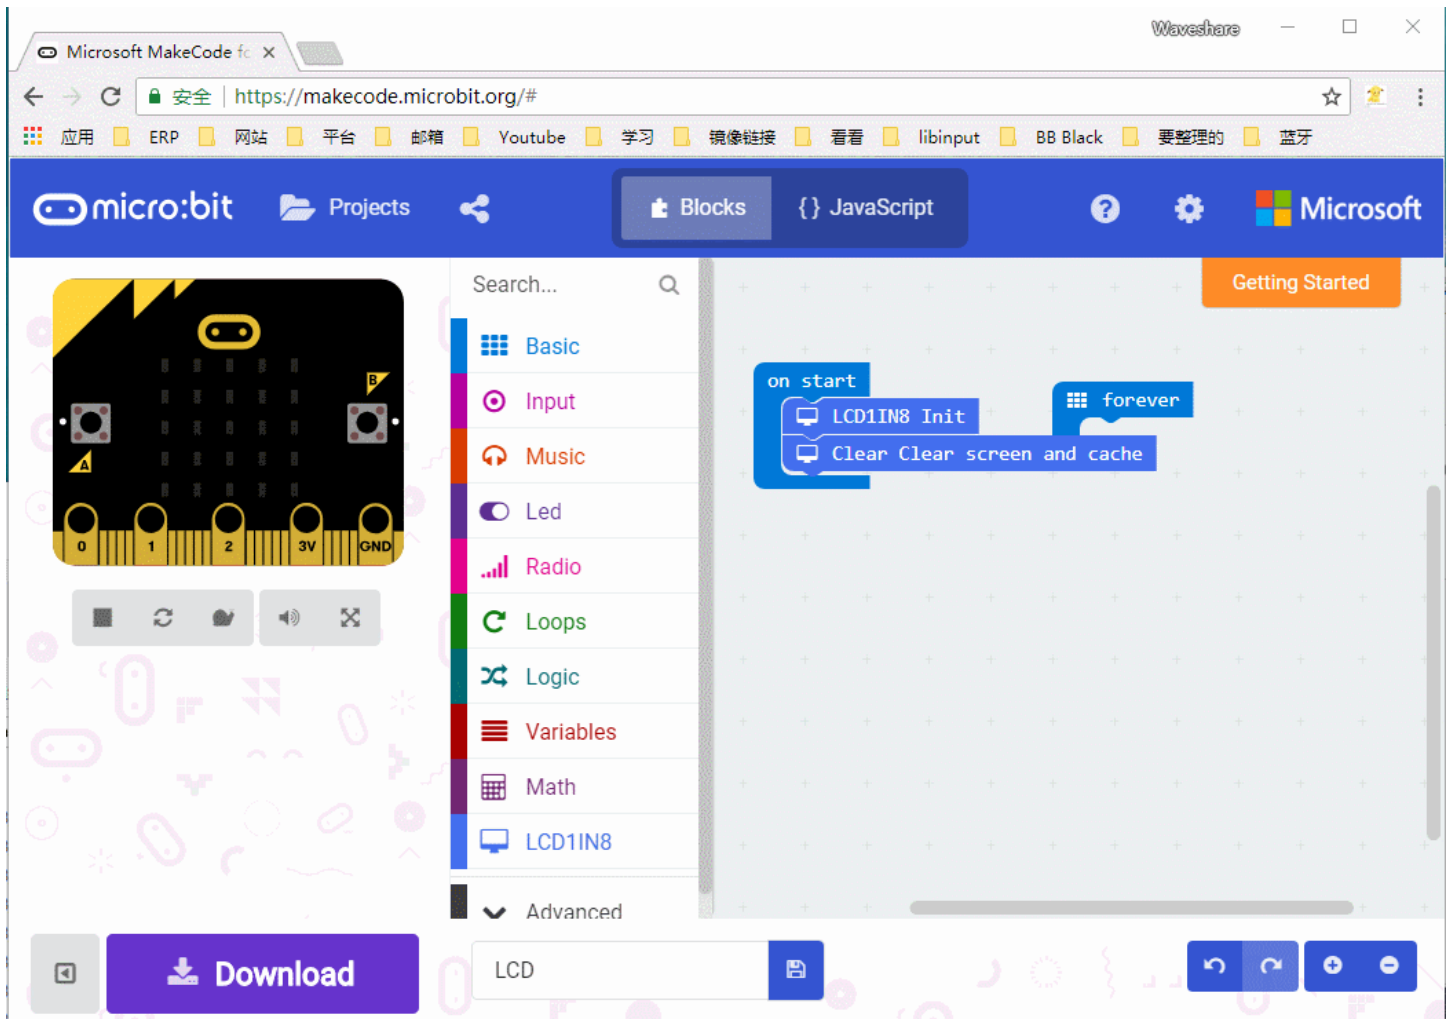 Waveshare
Microsoft MakeCode fo
安全 https://makecode.microbit.org/#
应用 ERP 网站 平台 邮箱 Youtube 学习 镜像链接 看看 libinput BB Black 要整理的 蓝牙
micro:bit Projects Blocks {} JavaScript ? Microsoft
Search...
Getting Started
Basic
Input
Music
Led
Radio
Loops
Logic
Variables
Math
LCD1IN8
Advanced
B
A
0 1 2 3V GND
on start
LCD1IN8 Init
Clear Clear screen and cache
forever
Download
LCD